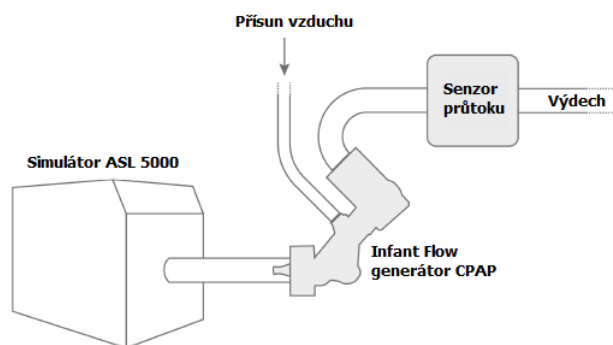 Přísun vzduchu
Senzor
průtoku
Výdech
Simulátor ASL 5000
Infant Flow
generátor CPAP